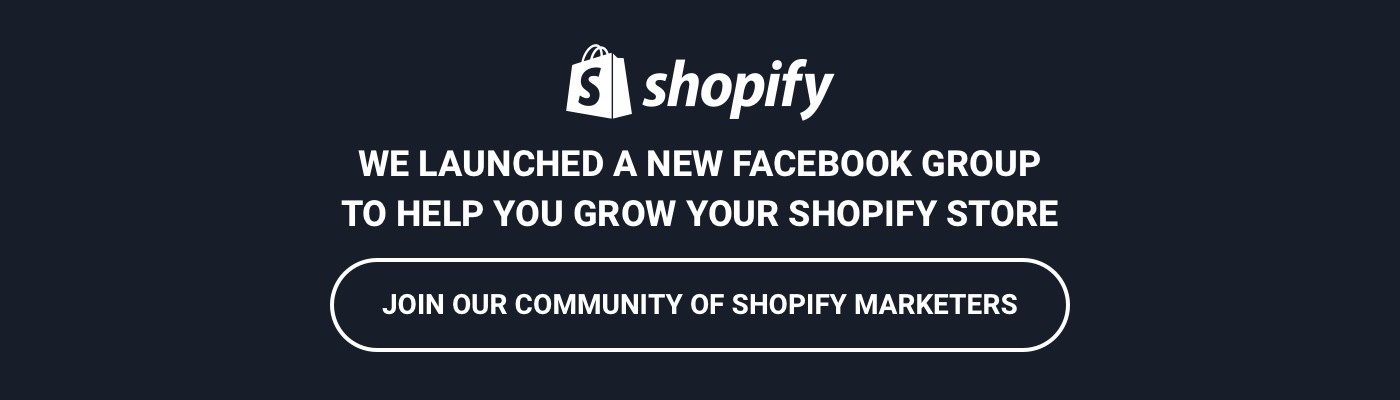 shopify
WE LAUNCHED A NEW FACEBOOK GROUP
TO HELP YOU GROW YOUR SHOPIFY STORE
JOIN OUR COMMUNITY OF SHOPIFY MARKETERS